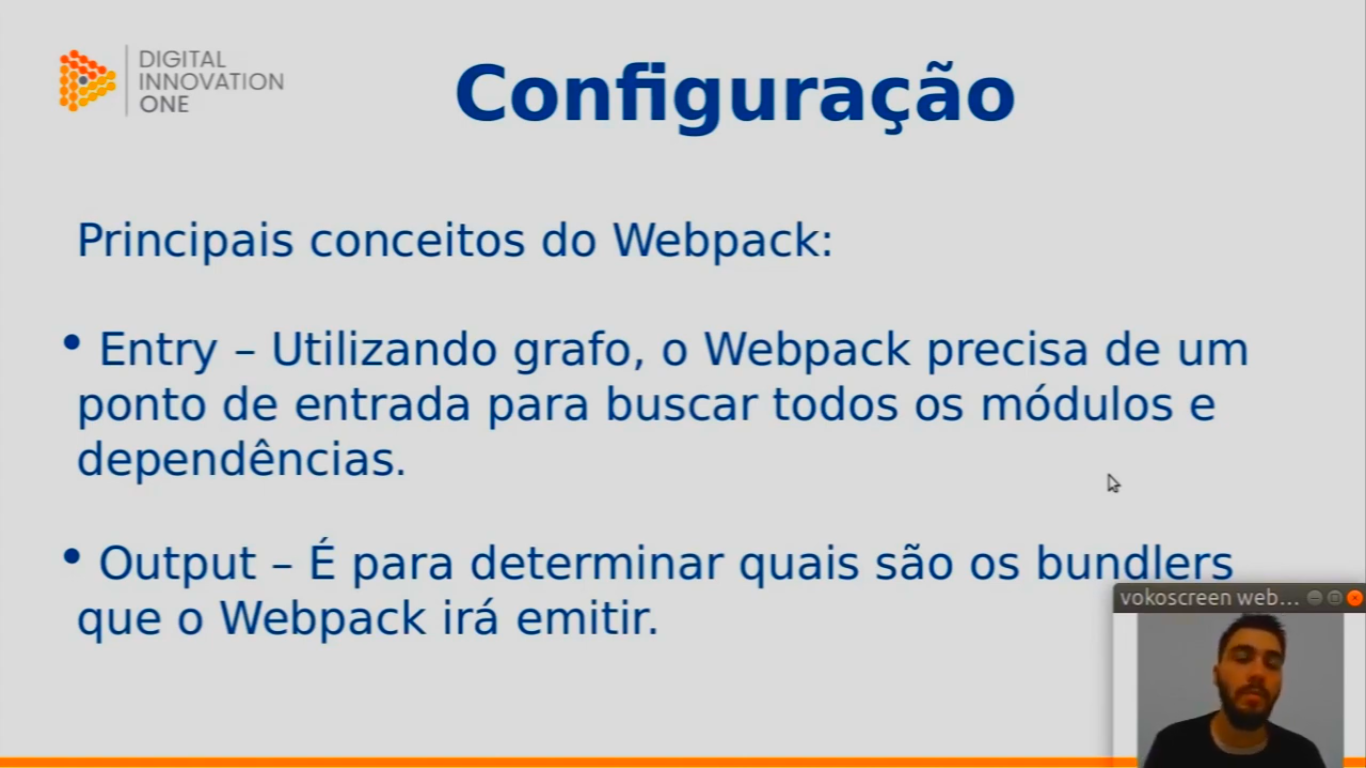 DIGITAL
INNOVATION
ONE
Configuração
Principais conceitos do Webpack:
• Entry – Utilizando grafo, o Webpack precisa de um
ponto de entrada para buscar todos os módulos e
dependências.
• Output – É para determinar quais são os bundlers
que o Webpack irá emitir.
vokoscreen web...